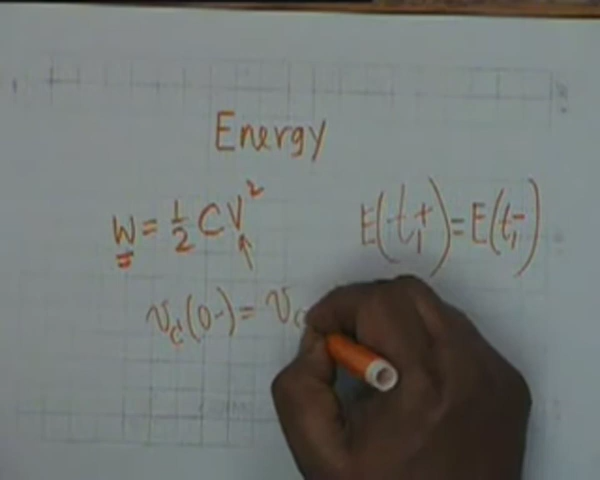 Energy
W = 1/2 CV² E(t₁⁺) = E(t₁⁻)
v_c(0-) = v_c